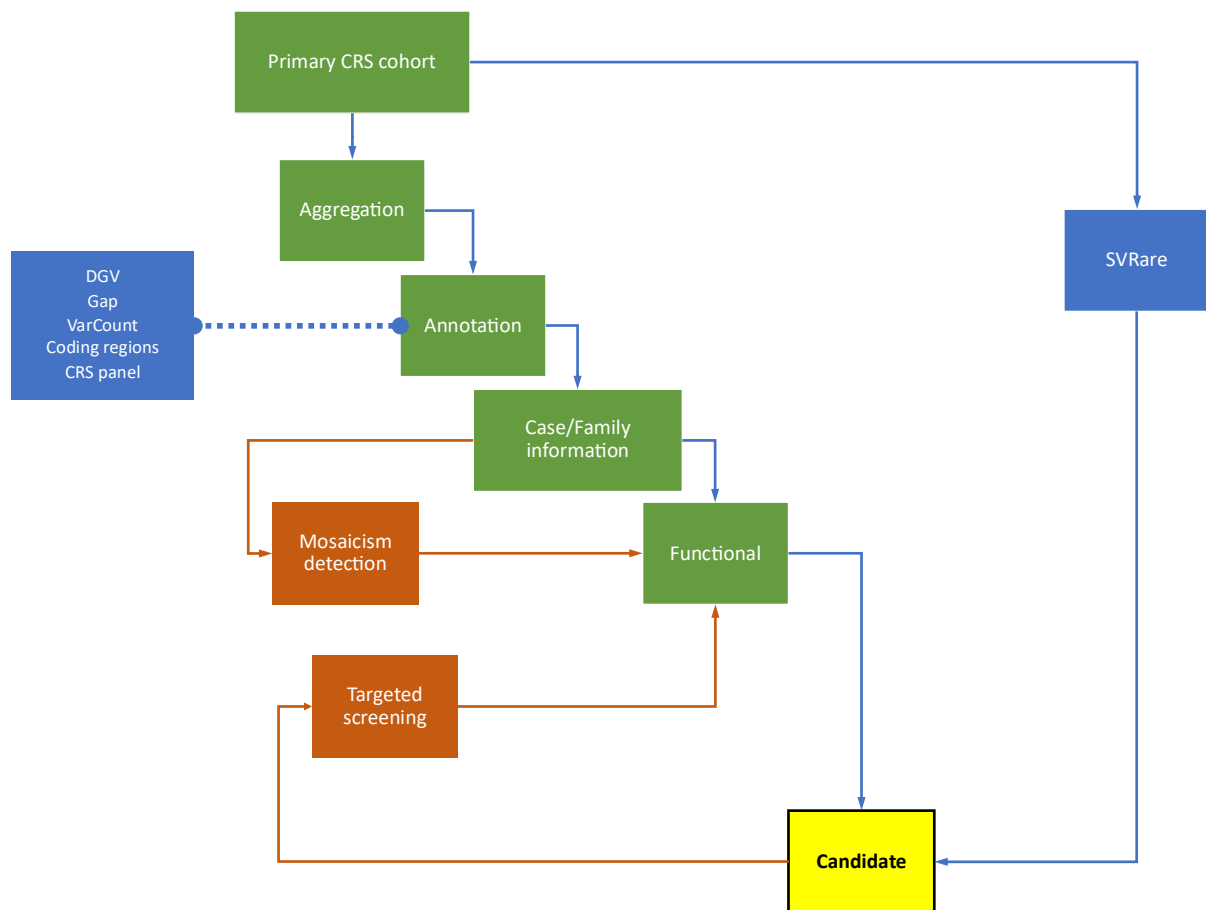 Primary CRS cohort
Aggregation
SVRare
DGV
Gap
VarCount
Coding regions
CRS panel
Annotation
Case/Family
information
Mosaicism
detection
Functional
Targeted
screening
Candidate